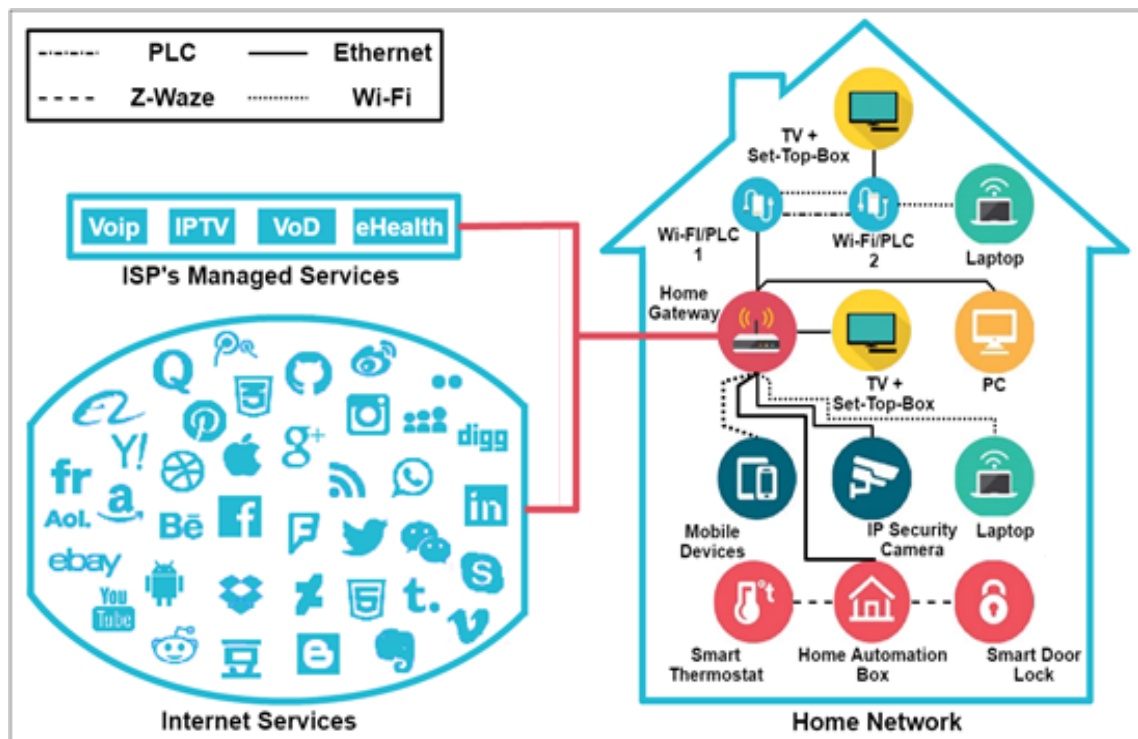 PLC
Ethernet
Z-Waze
Wi-Fi
Voip
IPTV
VoD
eHealth
ISP's Managed Services
Q
Y!
g+
digg
fr
a
Aol.
Bē
f
in
ebay
S
You
Tube
t.
v
B
Internet Services
TV +
Set-Top-Box
Wi-FI/PLC
1
Wi-Fi/PLC
2
Laptop
Home
Gateway
TV +
Set-Top-Box
PC
Mobile
Devices
IP Security
Camera
Laptop
°t
Smart
Thermostat
Home Automation
Box
Smart Door
Lock
Home Network